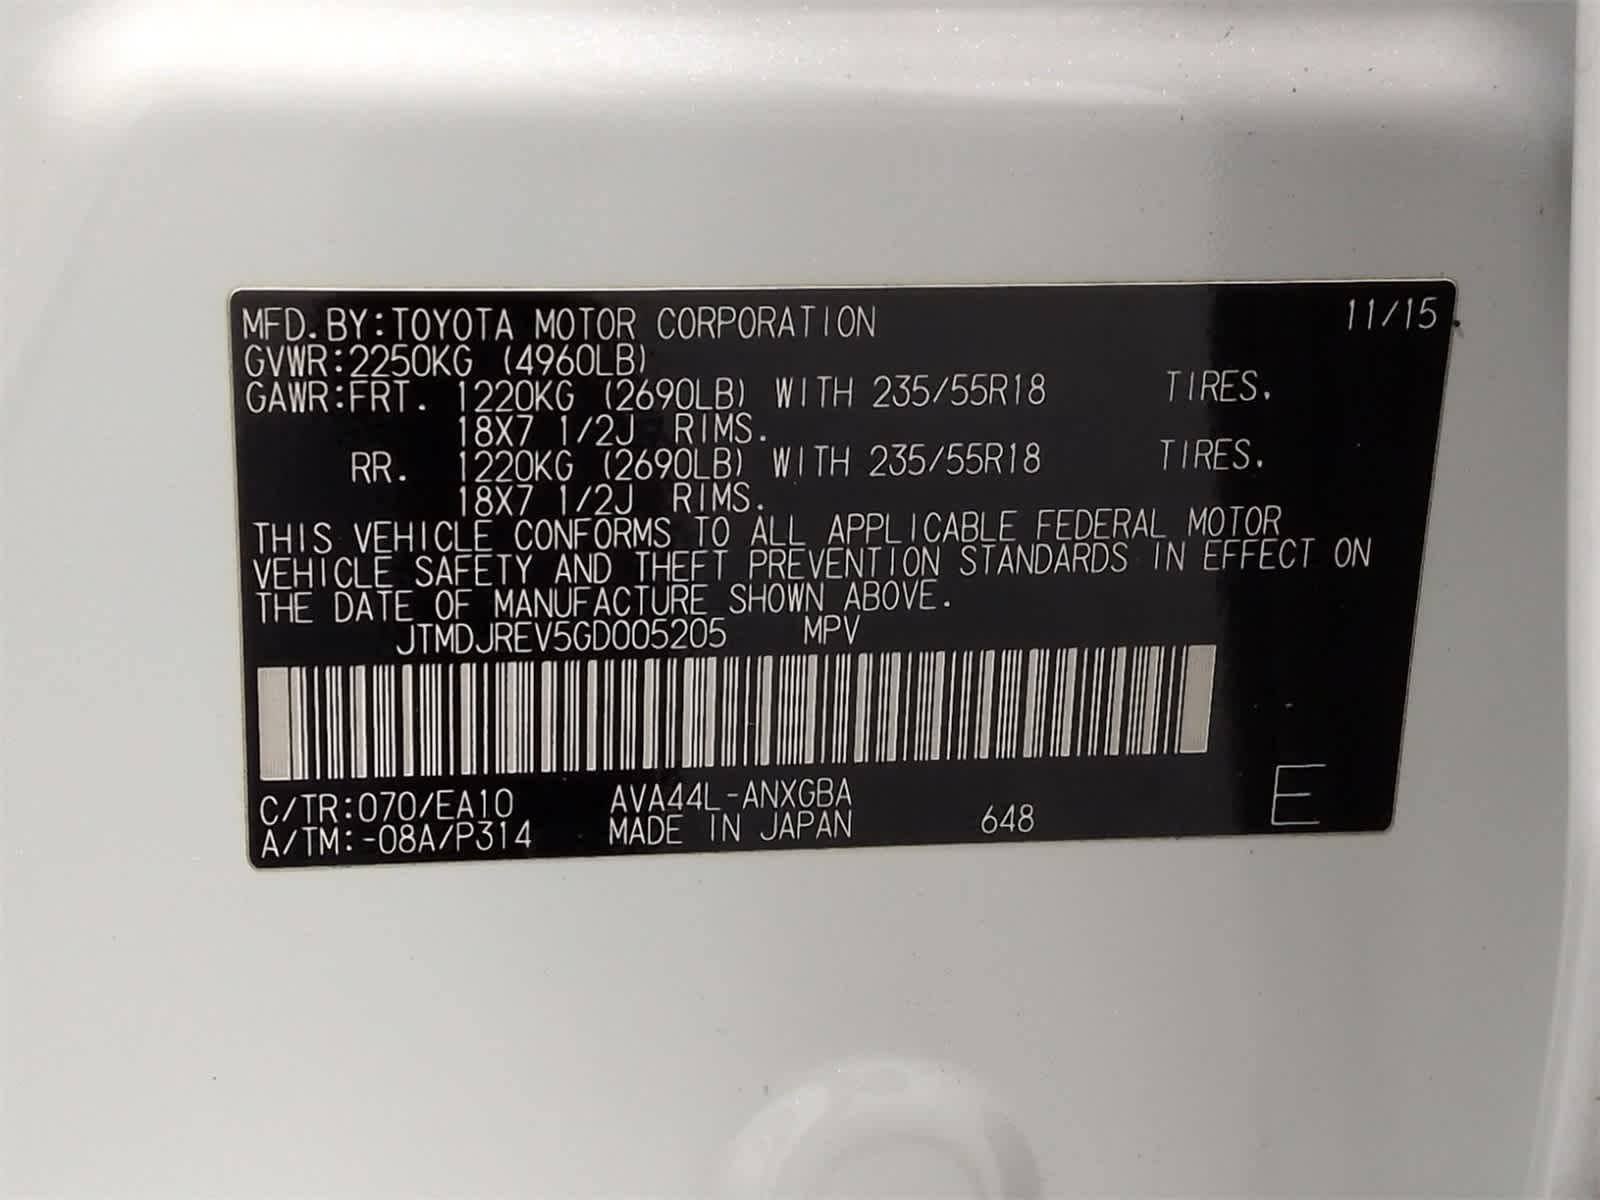 MFD.BY:TOYOTA MOTOR CORPORATION 11/15
GVWR:2250KG (4960LB)
GAWR:FRT. 1220KG (2690LB) WITH 235/55R18 TIRES.
18X7 1/2J RIMS.
RR. 1220KG (2690LB) WITH 235/55R18 TIRES.
18X7 1/2J RIMS.
THIS VEHICLE CONFORMS TO ALL APPLICABLE FEDERAL MOTOR
VEHICLE SAFETY AND THEFT PREVENTION STANDARDS IN EFFECT ON
THE DATE OF MANUFACTURE SHOWN ABOVE.
JTMDJREV5GD005205 MPV
C/TR:070/EA10 AVA44L-ANXGBA
A/TM:-08A/P314 MADE IN JAPAN 648 E